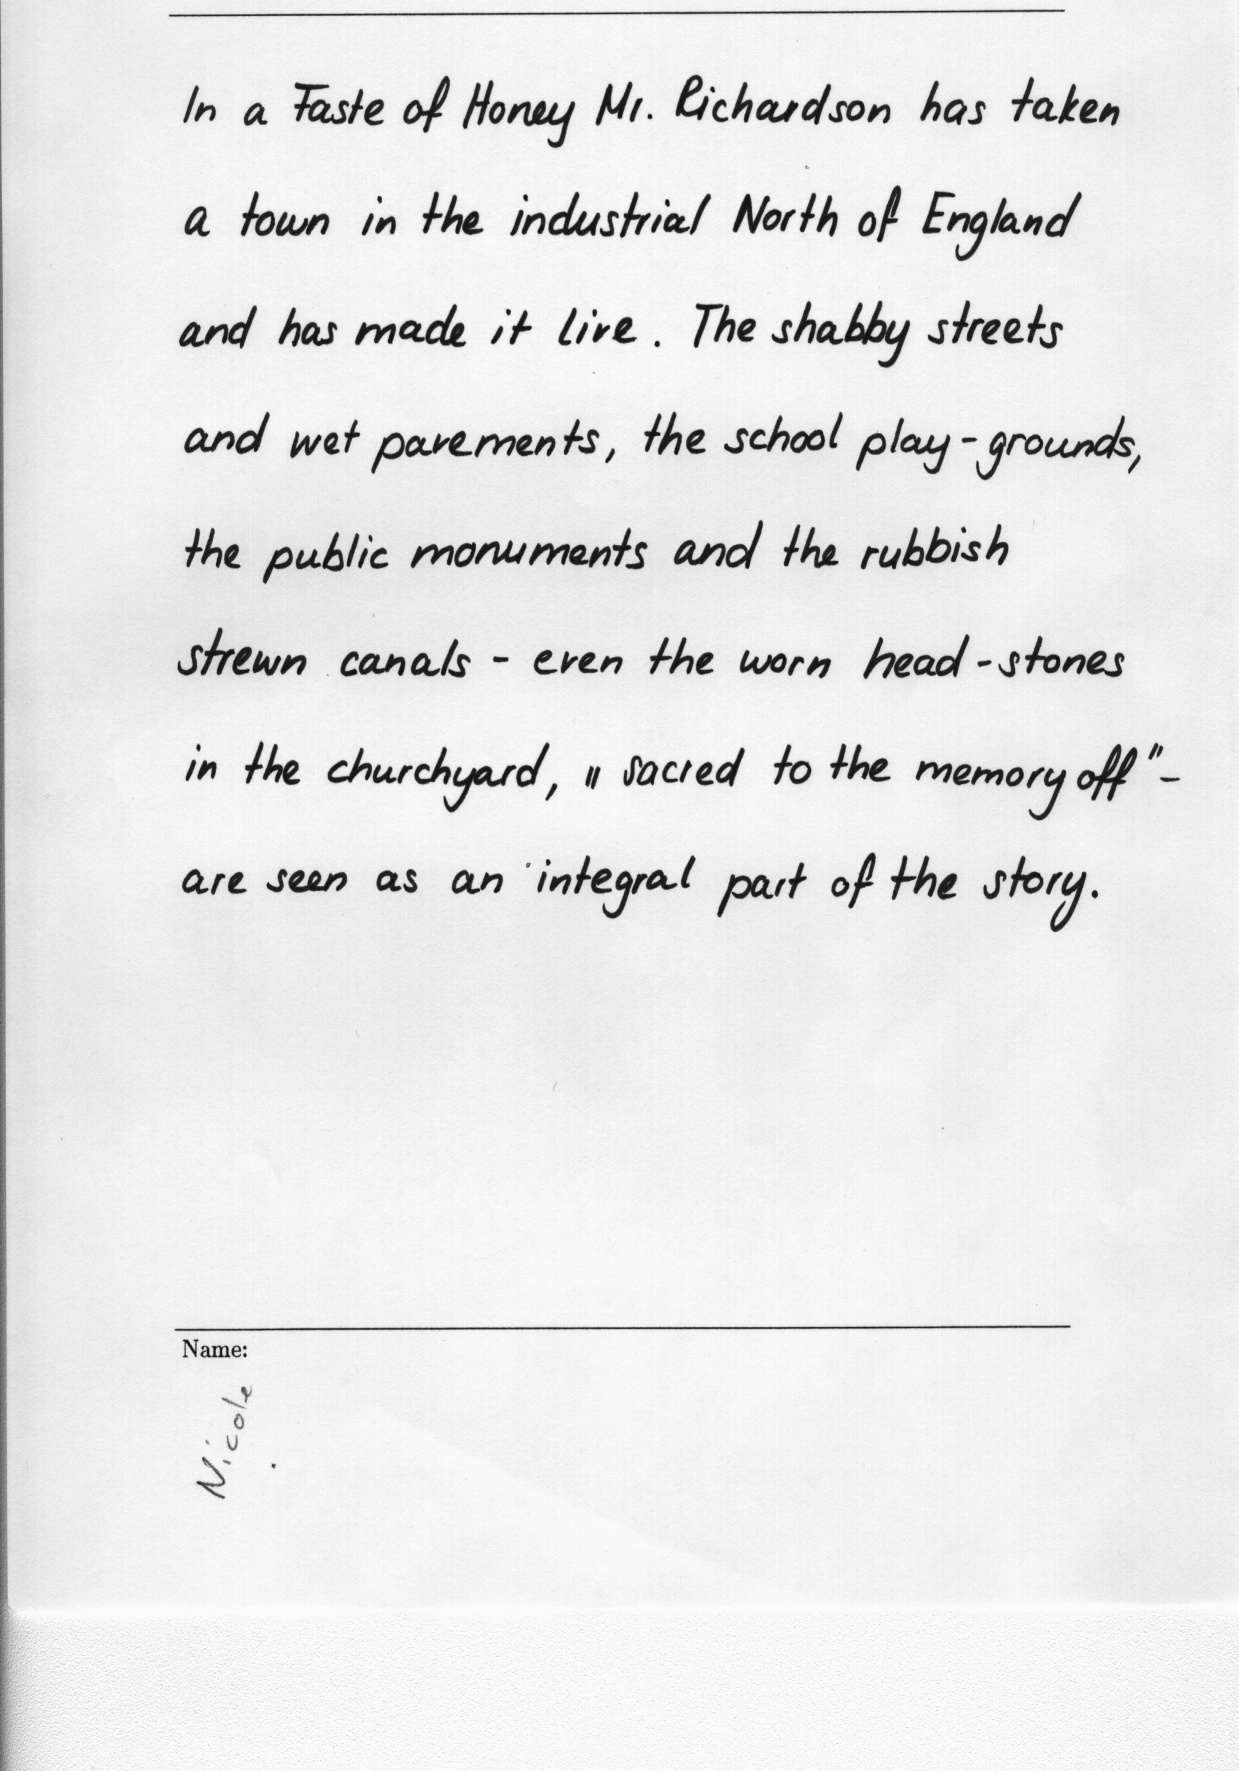 In a Taste of Honey Mr. Richardson has taken
a town in the industrial North of England
and has made it live. The shabby streets
and wet pavements, the school play-grounds,
the public monuments and the rubbish
strewn canals - even the worn head-stones
in the churchyard, „sacred to the memory off"-
are seen as an integral part of the story.
Name:
Nicole